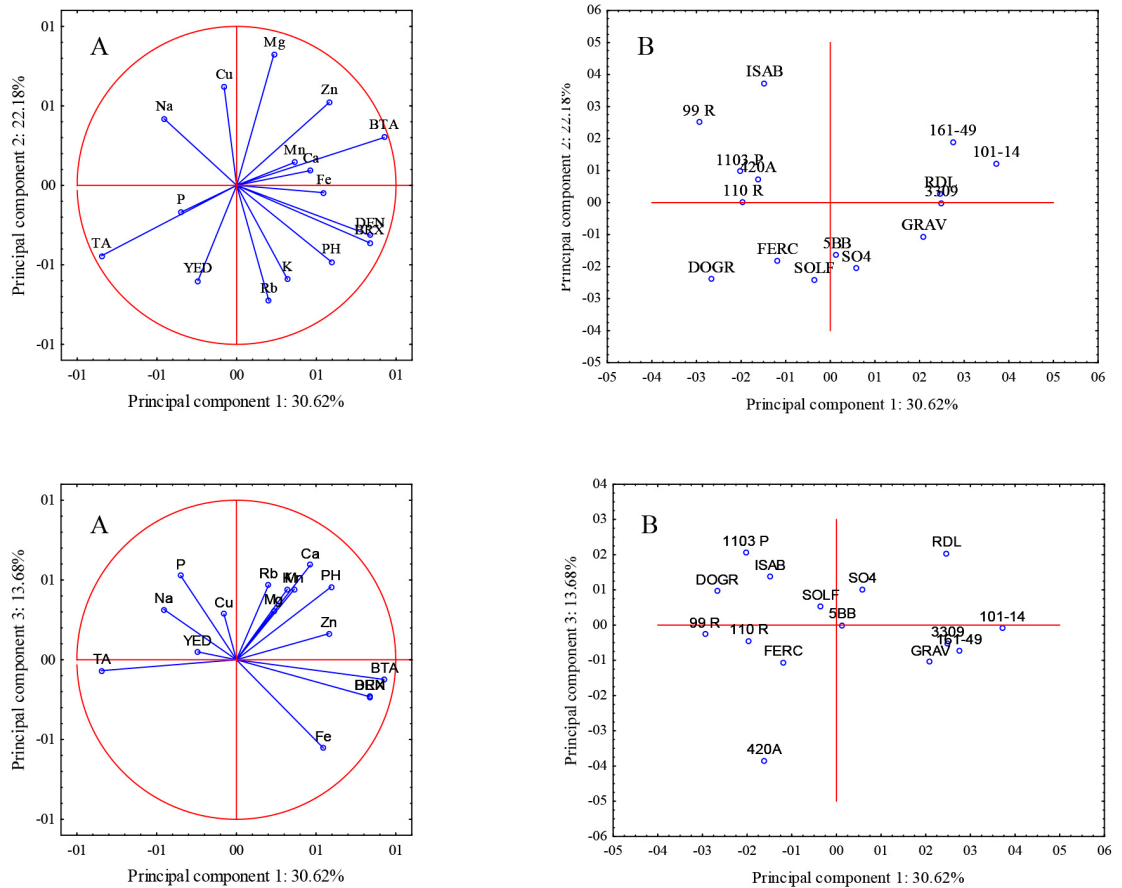 A
Principal component 2: 22.18%
01
01
00
-01
-01
Mg
Cu
Zn
Na
BTA
Mn
Ca
Fe
P
DEN
BRX
TA
PH
YED
K
Rb
-01
-01
00
01
01
Principal component 1: 30.62%
B
Principal component 2: 22.18%
06
05
04
03
02
01
00
-01
-02
-03
-04
-05
ISAB
99 R
161-49
1103 P
101-14
420A
RDL
110 R
3309
GRAV
5BB
FERC
SO4
DOGR
SOLF
-05
-04
-03
-02
-01
00
01
02
03
04
05
06
Principal component 1: 30.62%
A
Principal component 3: 13.68%
01
01
00
-01
-01
Ca
P
Rb
K
Mn
PH
Na
Cu
Mg
Zn
YED
TA
BTA
DEN
BRX
Fe
-01
-01
00
01
01
Principal component 1: 30.62%
B
Principal component 3: 13.68%
04
03
02
01
00
-01
-02
-03
-04
-05
-06
1103 P
RDL
ISAB
DOGR
SO4
SOLF
5BB
101-14
99 R
110 R
3309
161-49
FERC
GRAV
420A
-05
-04
-03
-02
-01
00
01
02
03
04
05
06
Principal component 1: 30.62%